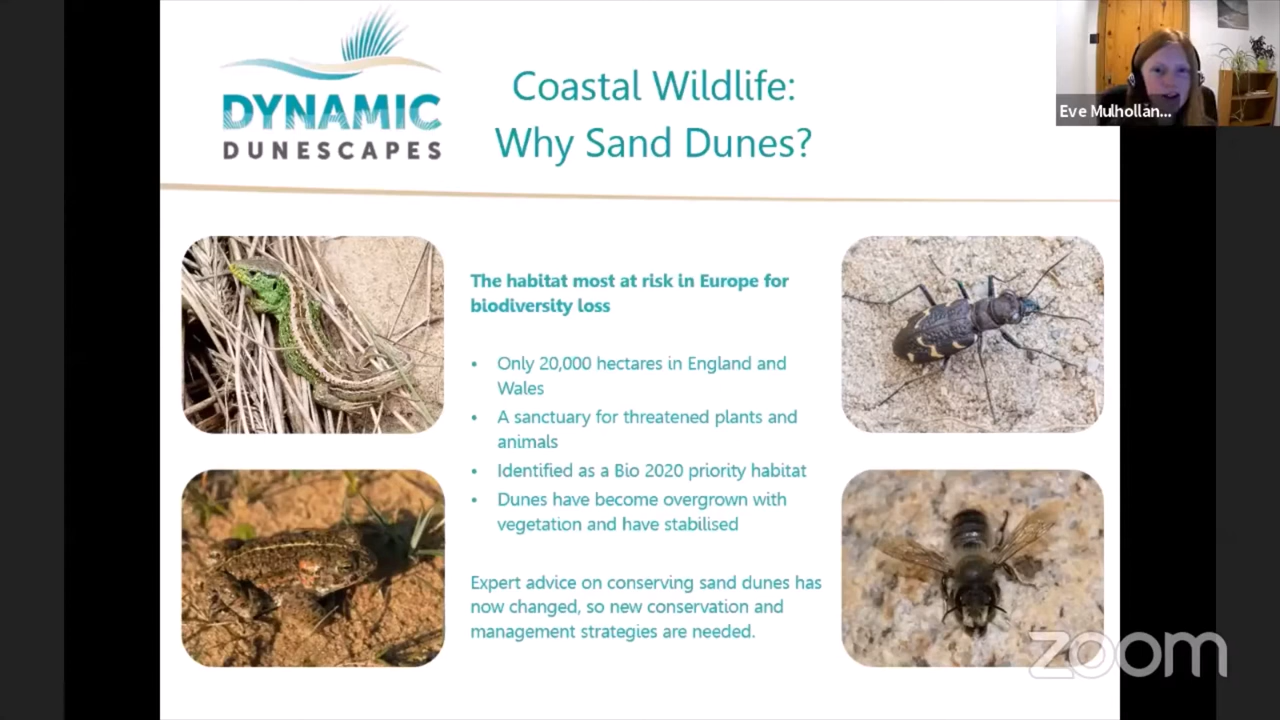 DYNAMIC
DUNESCAPES
Coastal Wildlife:
Why Sand Dunes?
Eve Mulhollan...
The habitat most at risk in Europe for
biodiversity loss
• Only 20,000 hectares in England and
Wales
• A sanctuary for threatened plants and
animals
• Identified as a Bio 2020 priority habitat
• Dunes have become overgrown with
vegetation and have stabilised
Expert advice on conserving sand dunes has
now changed, so new conservation and
management strategies are needed.
zoom